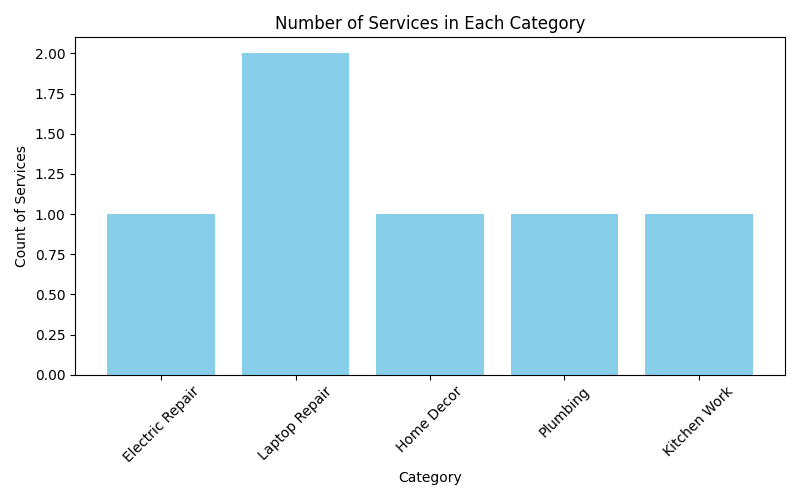 Number of Services in Each Category
Count of Services
2.00
1.75
1.50
1.25
1.00
0.75
0.50
0.25
0.00
Electric Repair
Laptop Repair
Home Decor
Plumbing
Kitchen Work
Category